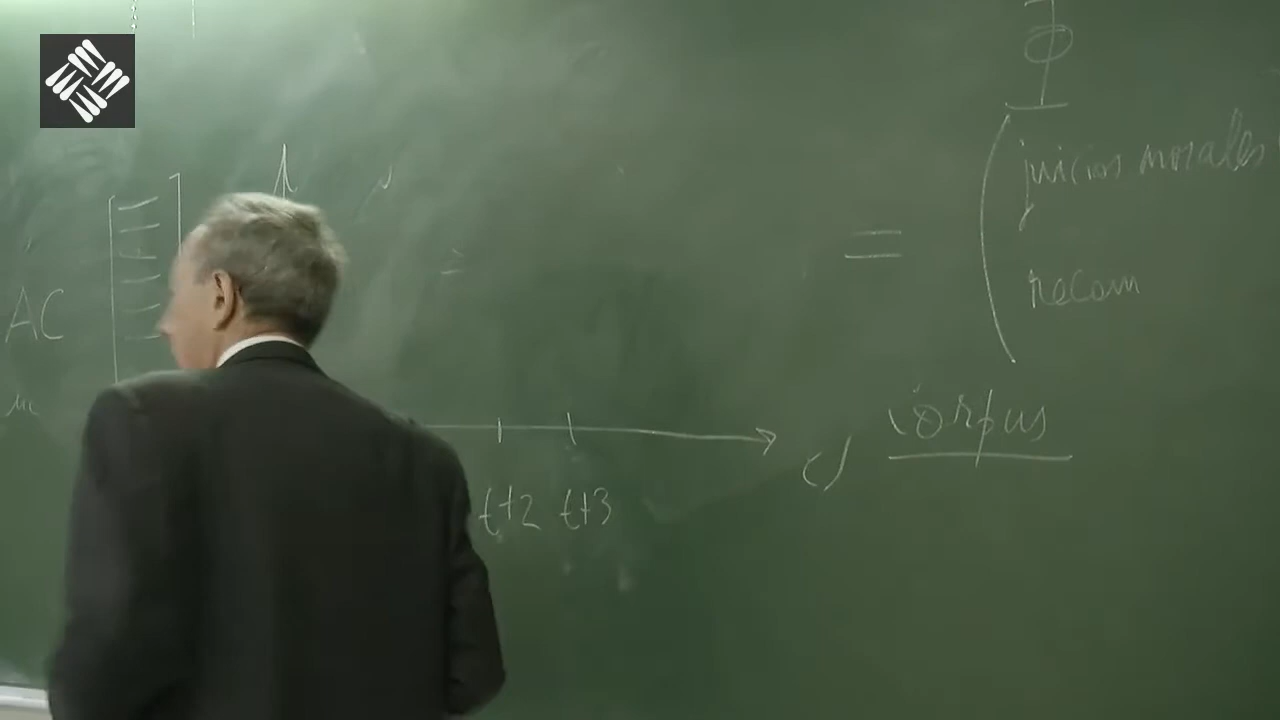 Φ
juicios morales
=
recom
AC
c) corpus
t+2 t+3